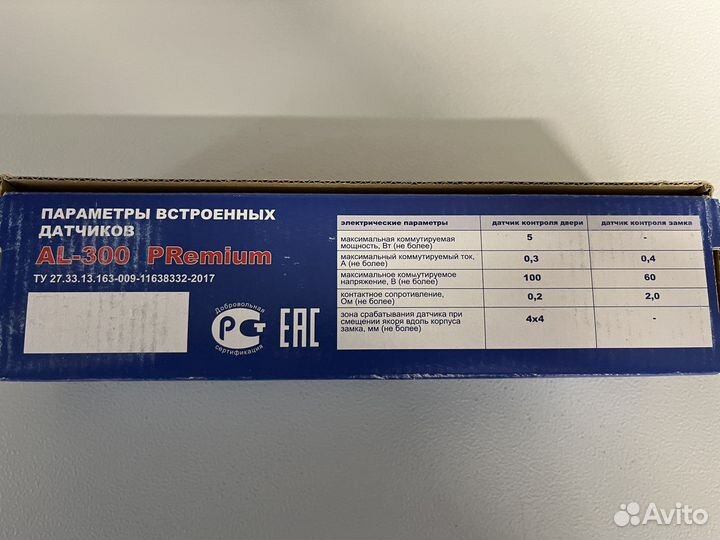 ПАРАМЕТРЫ ВСТРОЕННЫХ
ДАТЧИКОВ
AL-300 PRemium
ТУ 27.33.13.163-009-11638332-2017
Добровольная
РСТ
сертификация
ЕАС
электрические параметры датчик контроля двери датчик контроля замка
максимальная коммутируемая
мощность, Вт (не более) 5 -
максимальный коммутируемый ток,
А (не более) 0,3 0,4
максимальное коммутируемое
напряжение, В (не более) 100 60
контактное сопротивление,
Ом (не более) 0,2 2,0
зона срабатывания датчика при
смещении якоря вдоль корпуса
замка, мм (не более) 4x4 -
Avito